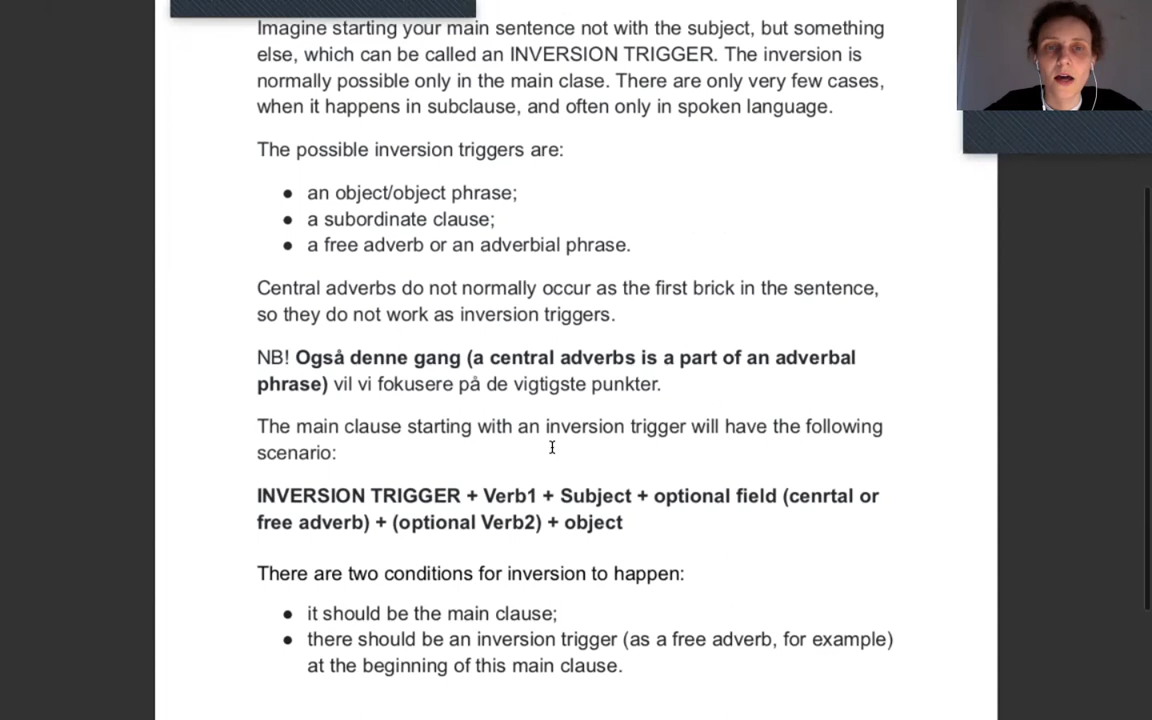 Imagine starting your main sentence not with the subject, but something
else, which can be called an INVERSION TRIGGER. The inversion is
normally possible only in the main clase. There are only very few cases,
when it happens in subclause, and often only in spoken language.
The possible inversion triggers are:
● an object/object phrase;
● a subordinate clause;
● a free adverb or an adverbial phrase.
Central adverbs do not normally occur as the first brick in the sentence,
so they do not work as inversion triggers.
NB! Også denne gang (a central adverbs is a part of an adverbal
phrase) vil vi fokusere på de vigtigste punkter.
The main clause starting with an inversion trigger will have the following
scenario:
INVERSION TRIGGER + Verb1 + Subject + optional field (cenrtal or
free adverb) + (optional Verb2) + object
There are two conditions for inversion to happen:
● it should be the main clause;
● there should be an inversion trigger (as a free adverb, for example)
at the beginning of this main clause.